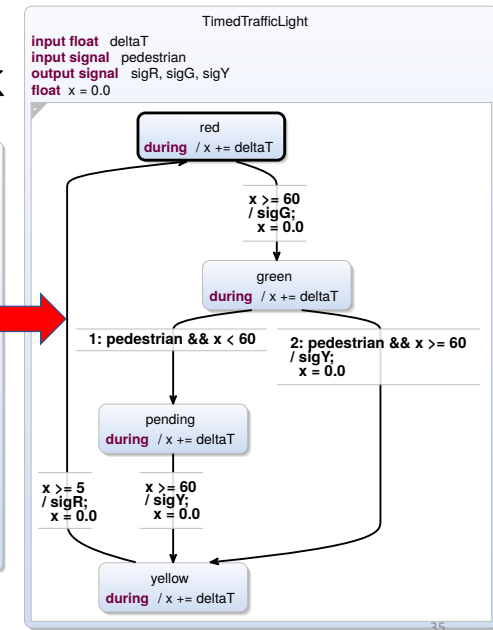 TimedTrafficLight
input float deltaT
input signal pedestrian
output signal sigR, sigG, sigY
float x = 0.0
-
red
during / x += deltaT
x >= 60
/ sigG;
x = 0.0
green
during / x += deltaT
1: pedestrian && x < 60
2: pedestrian && x >= 60
/ sigY;
x = 0.0
pending
during / x += deltaT
x >= 5
/ sigR;
x = 0.0
x >= 60
/ sigY;
x = 0.0
yellow
during / x += deltaT
35